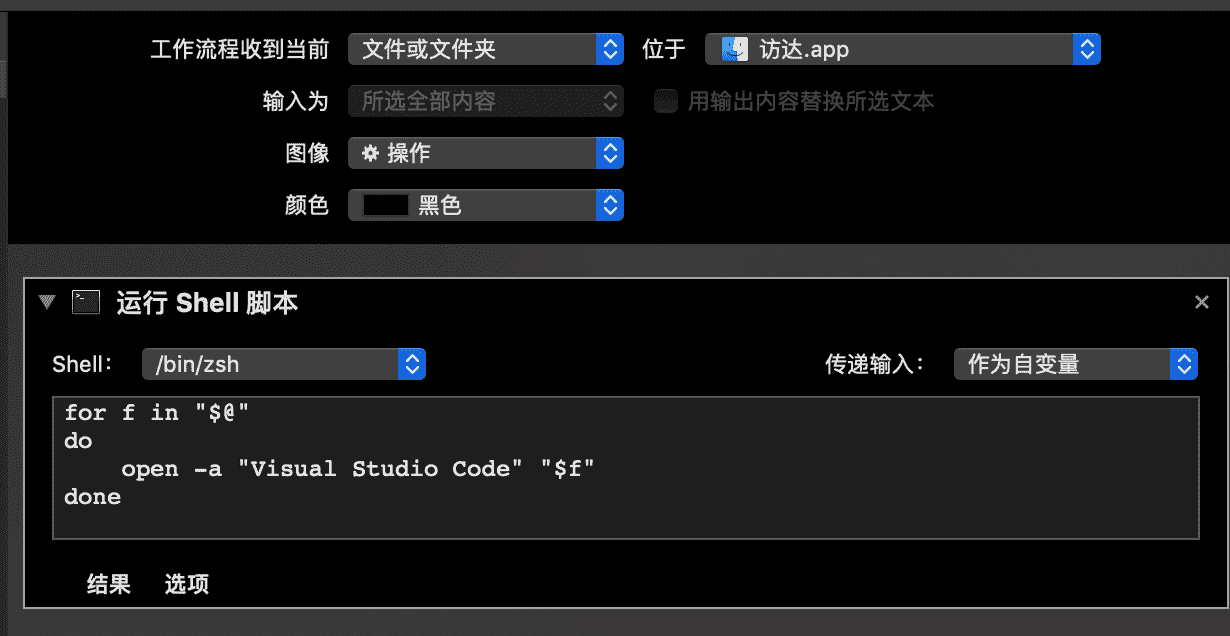 工作流程收到当前 文件或文件夹 位于 访达.app
输入为 所选全部内容 用输出内容替换所选文本
图像 操作
颜色 黑色
运行 Shell 脚本
Shell: /bin/zsh 传递输入: 作为自变量
for f in "$@"
do
    open -a "Visual Studio Code" "$f"
done
结果 选项